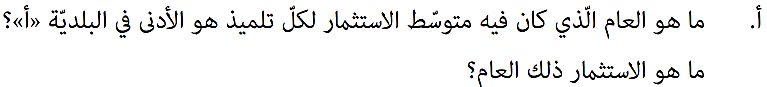 أ. ما هو العام الّذي كان فيه متوسّط الاستثمار لكلّ تلميذ هو الأدنى في البلديّة «أ»؟
ما هو الاستثمار ذلك العام؟